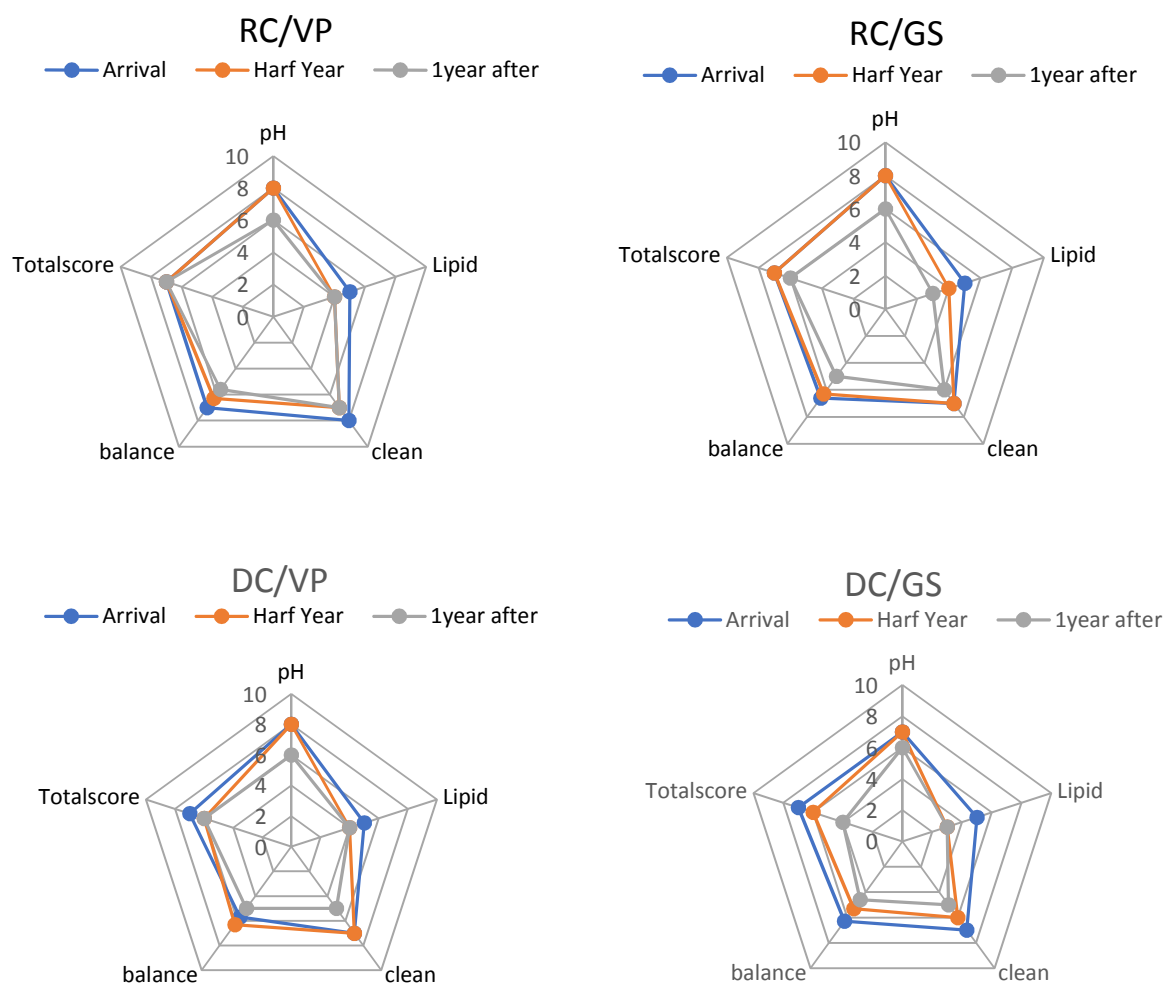 RC/VP
Arrival Harf Year 1year after
pH
10
8
6
4
2
0
Totalscore
Lipid
balance
clean
RC/GS
Arrival Harf Year 1year after
pH
10
8
6
4
2
0
Totalscore
Lipid
balance
clean
DC/VP
Arrival Harf Year 1year after
pH
10
8
6
4
2
0
Totalscore
Lipid
balance
clean
DC/GS
Arrival Harf Year 1year after
pH
10
8
6
4
2
0
Totalscore
Lipid
balance
clean